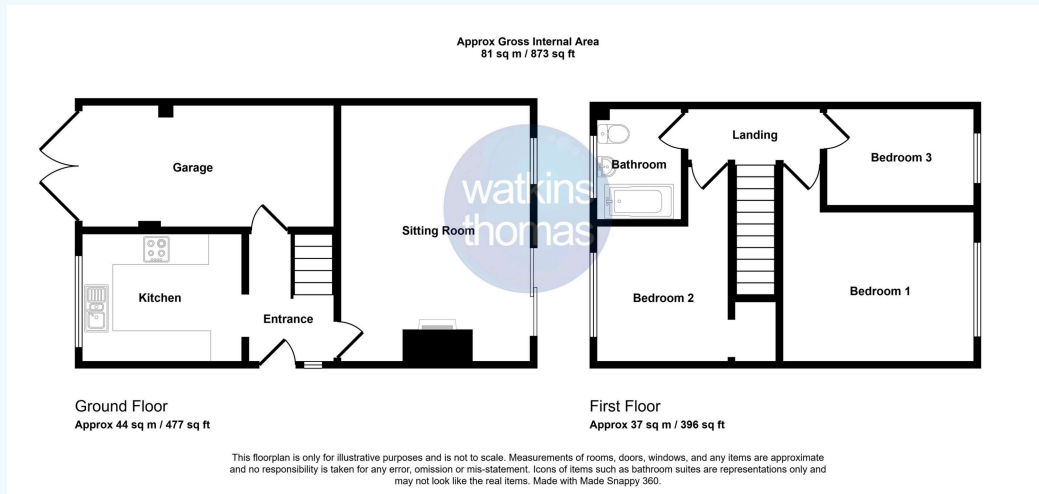 Approx Gross Internal Area
81 sq m / 873 sq ft
Garage
Kitchen
Entrance
Sitting Room
watkins
thomas
Bathroom
Landing
Bedroom 3
Bedroom 2
Bedroom 1
Ground Floor
Approx 44 sq m / 477 sq ft
First Floor
Approx 37 sq m / 396 sq ft
This floorplan is only for illustrative purposes and is not to scale. Measurements of rooms, doors, windows, and any items are approximate
and no responsibility is taken for any error, omission or mis-statement. Icons of items such as bathroom suites are representations only and
may not look like the real items. Made with Made Snappy 360.